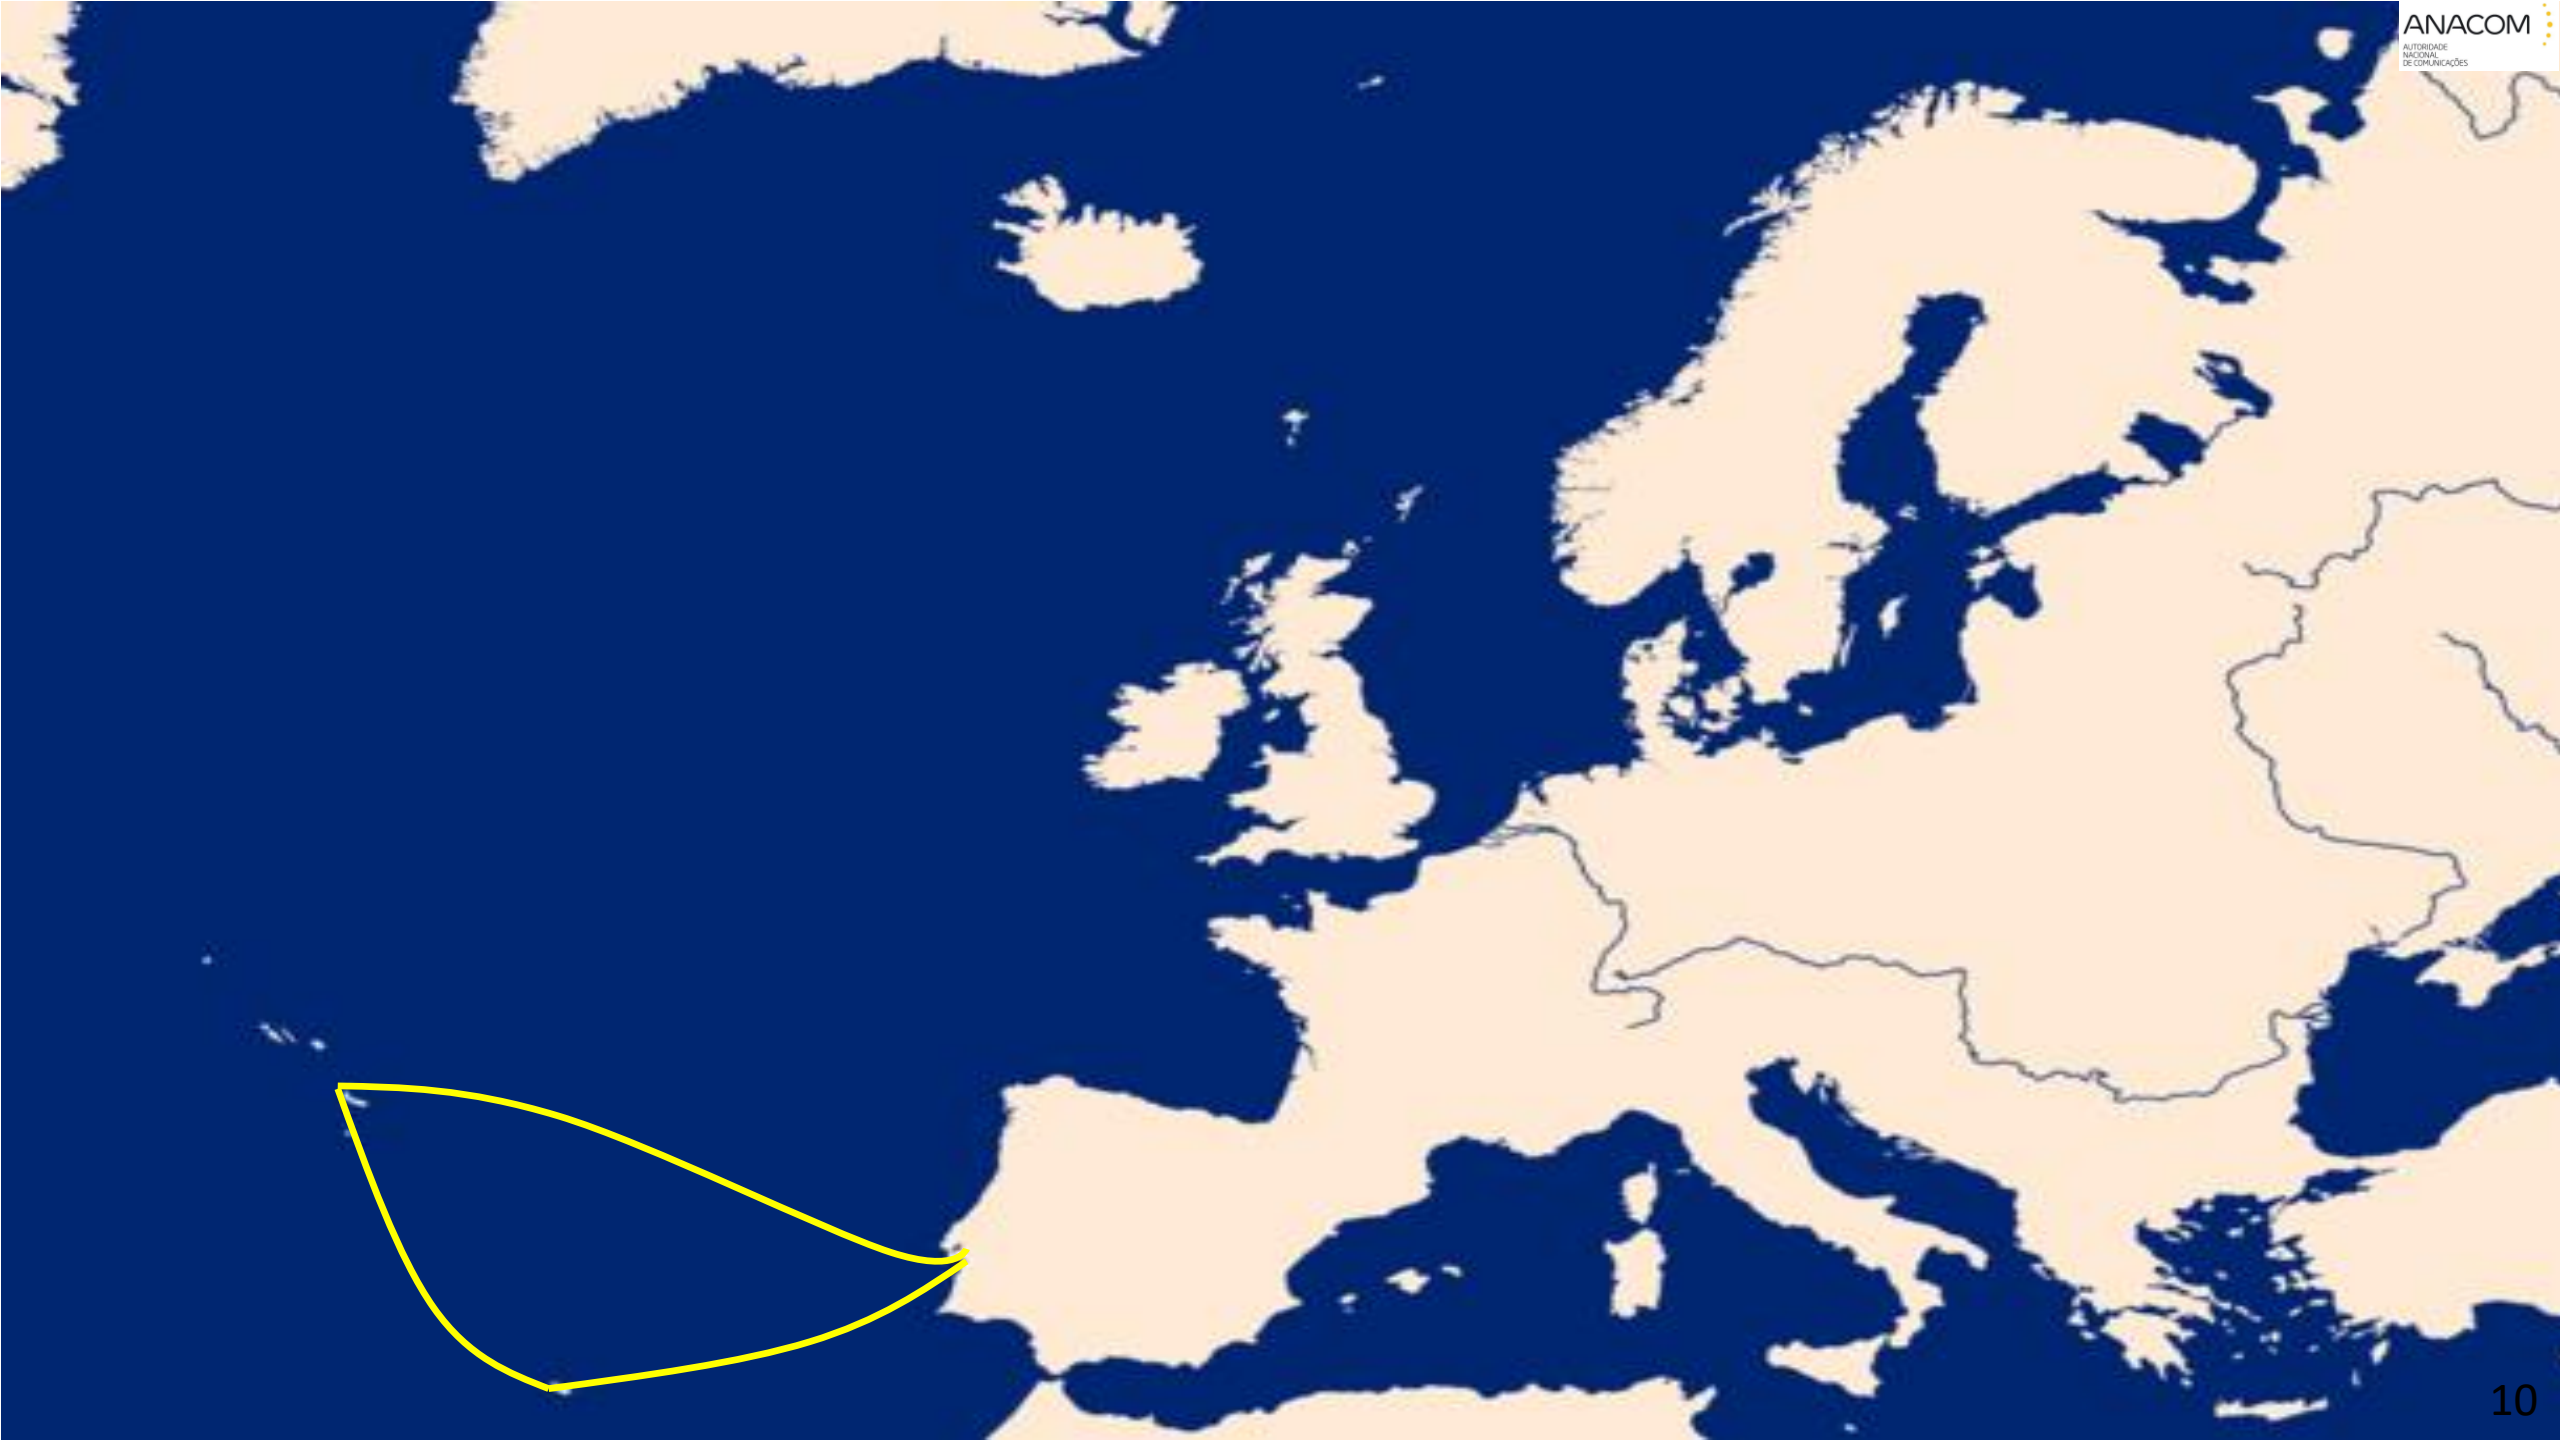 ANACOM
AUTORIDADE
NACIONAL
DE COMUNICAÇÕES
10